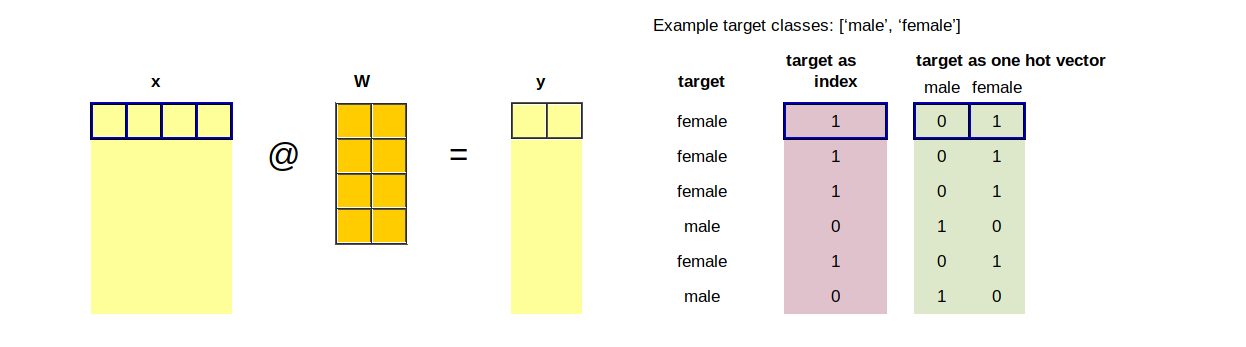 Example target classes: [‘male’, ‘female’]
x
W
y
target
target as index
target as one hot vector
male female
@
=
female 1 0 1
female 1 0 1
female 1 0 1
male 0 1 0
female 1 0 1
male 0 1 0